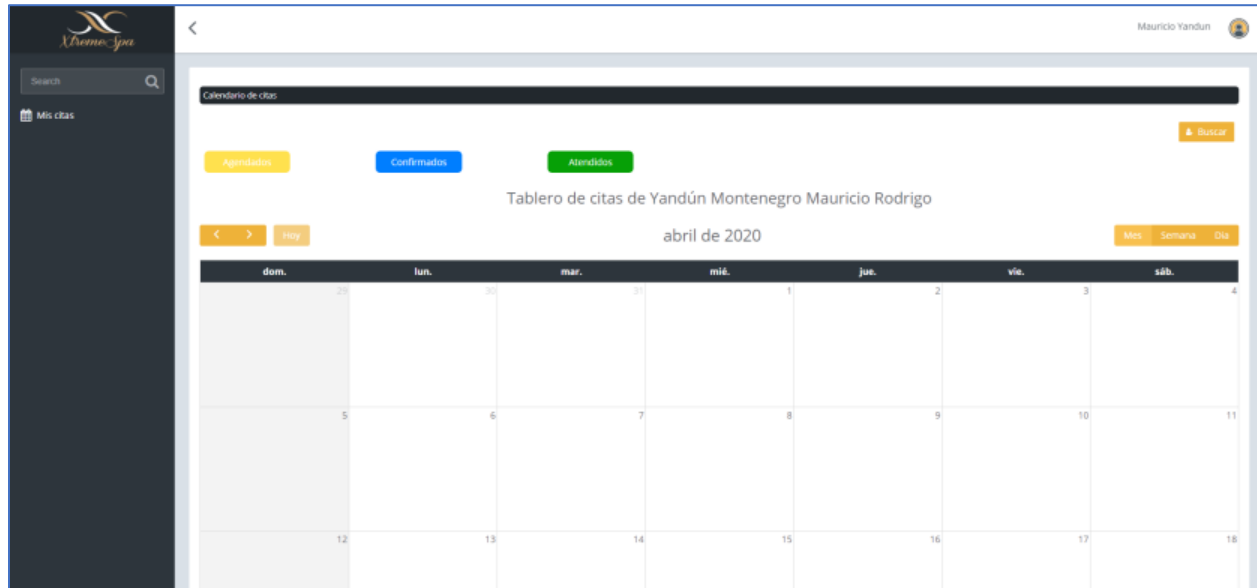 XtremeSpa
Mauricio Yandun
Search
Mis citas
Calendario de citas
Buscar
Agendados Confirmados Atendidos
Tablero de citas de Yandún Montenegro Mauricio Rodrigo
Hoy abril de 2020 Mes Semana Día
dom. lun. mar. mié. jue. vie. sáb.
29 30 31 1 2 3 4
5 6 7 8 9 10 11
12 13 14 15 16 17 18